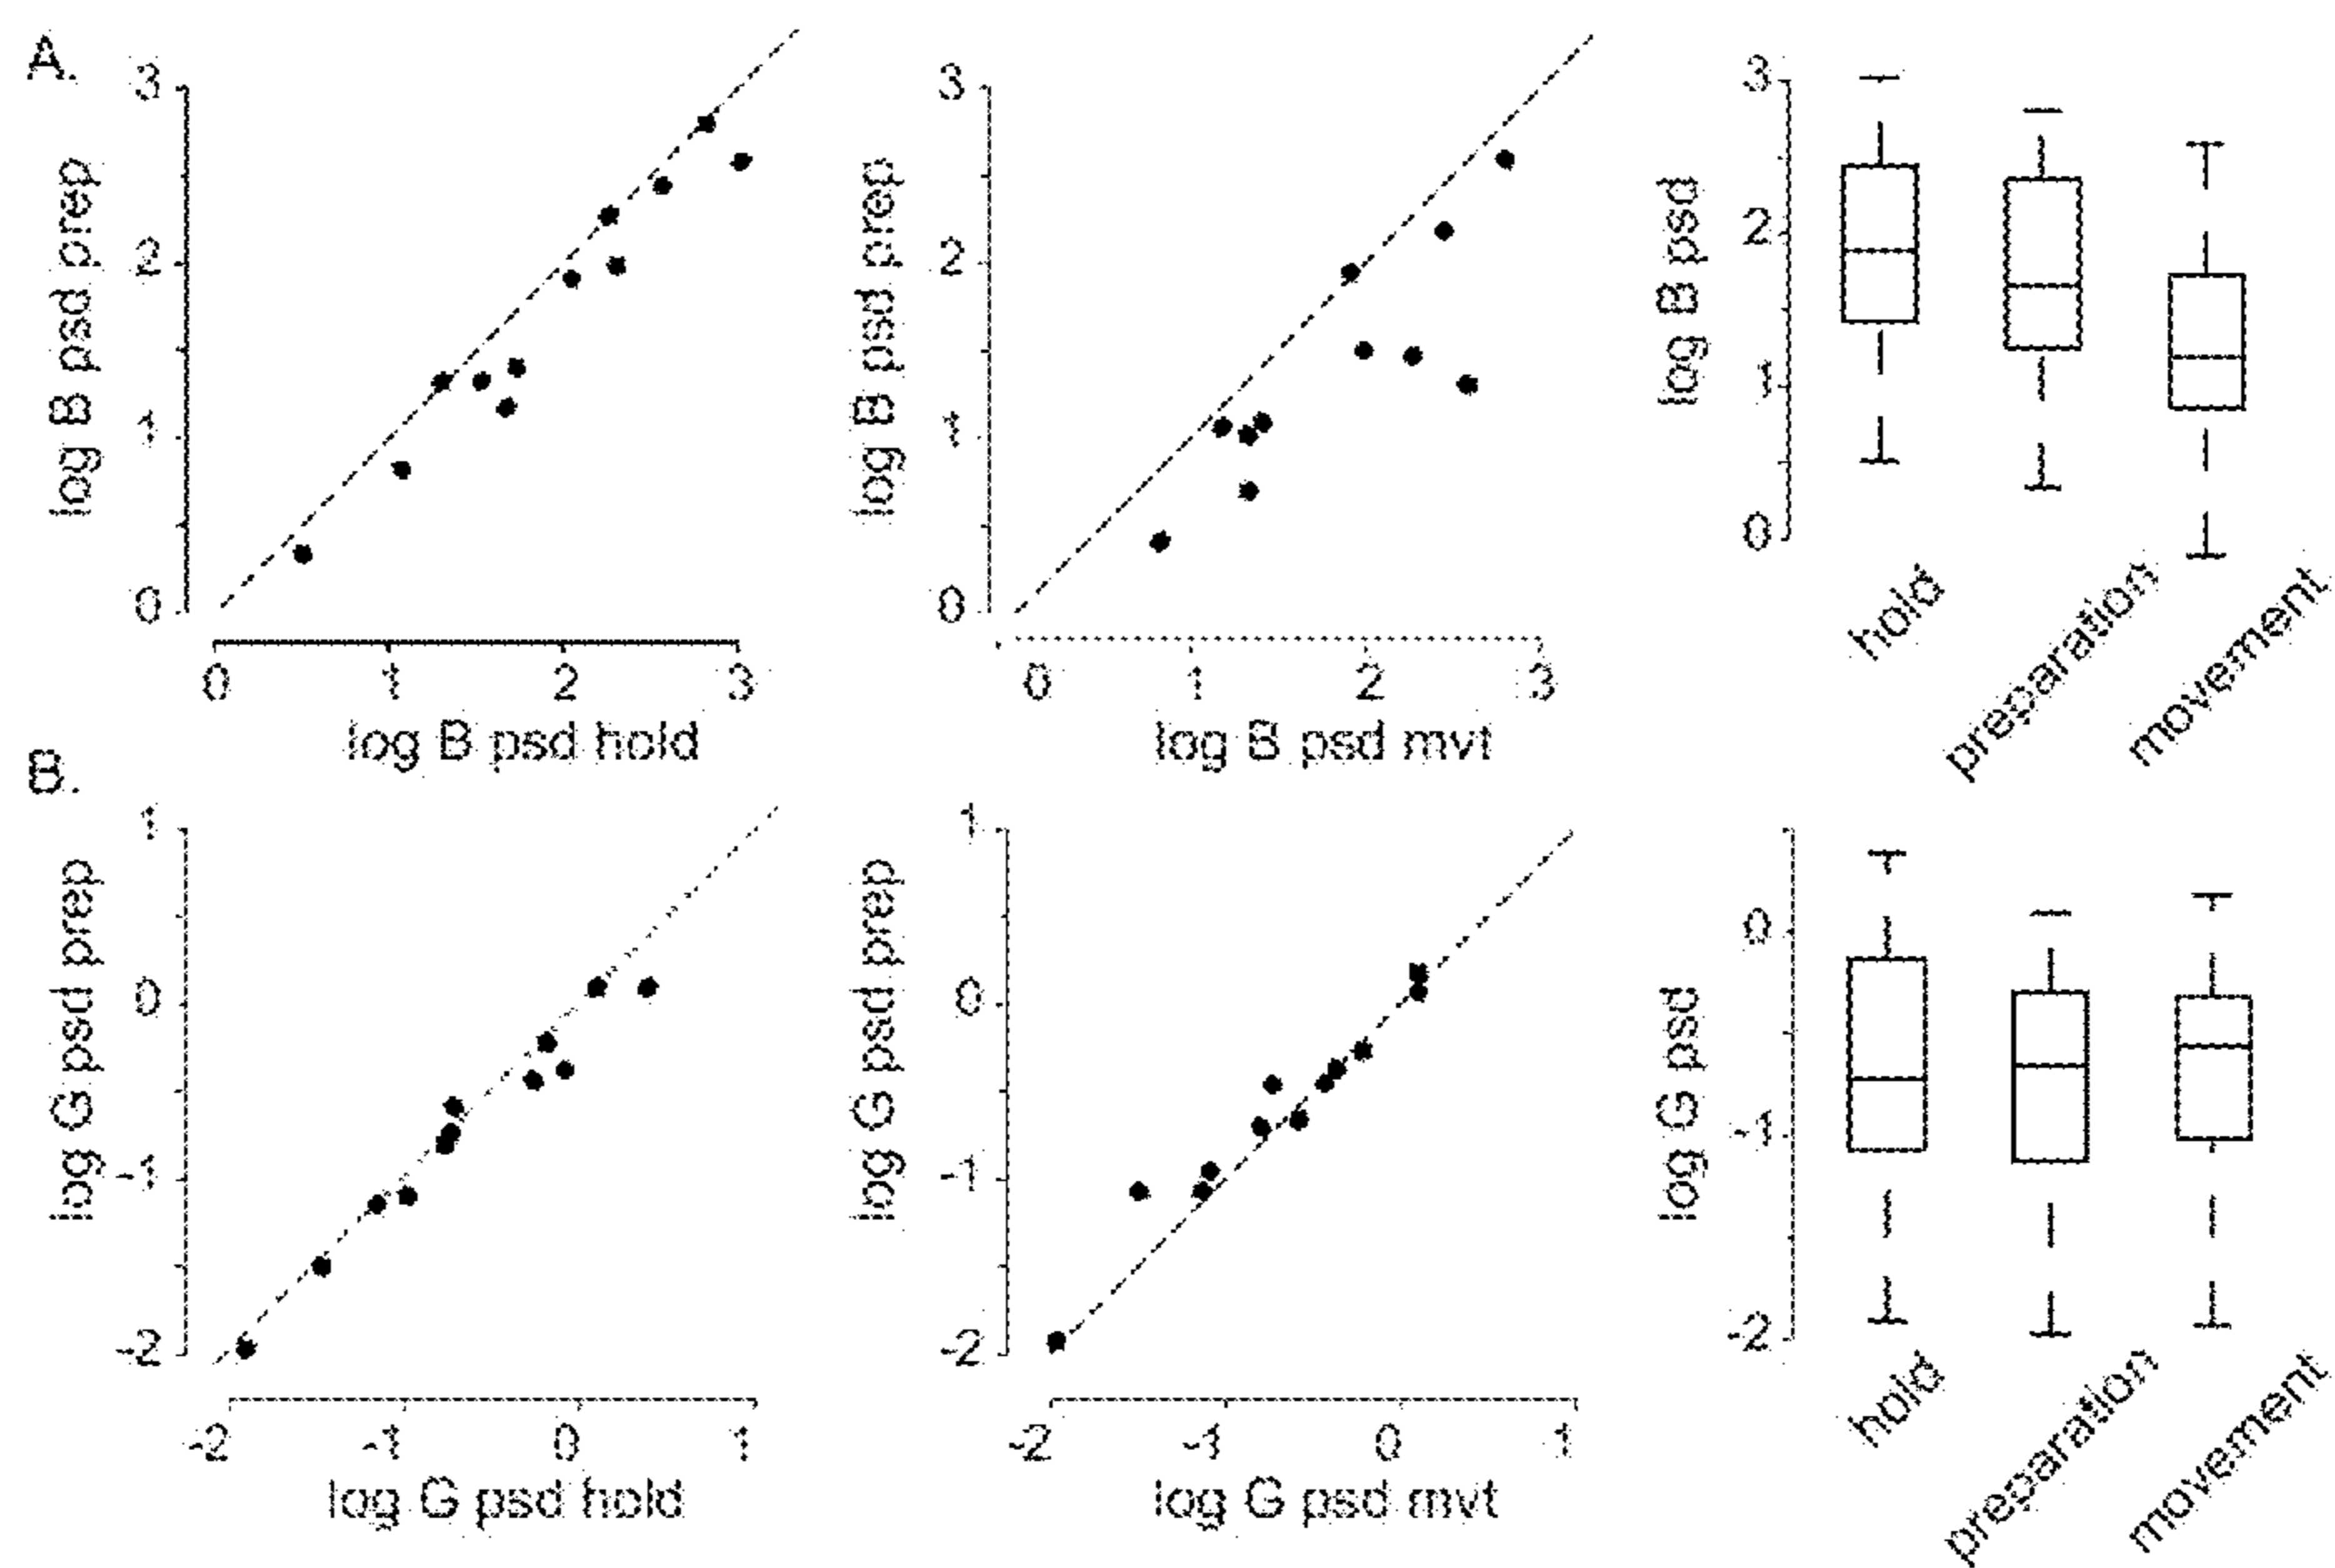 A.
log B psd prep
3
2
1
0
0 1 2 3
log B psd hold
log B psd prep
3
2
1
0
0 1 2 3
log B psd mvt
log B psd
3
2
1
0
hold
preparation
movement
B.
log G psd prep
1
0
-1
-2
-2 -1 0 1
log G psd hold
log G psd prep
1
0
-1
-2
-2 -1 0 1
log G psd mvt
log G psd
0
-1
-2
hold
preparation
movement